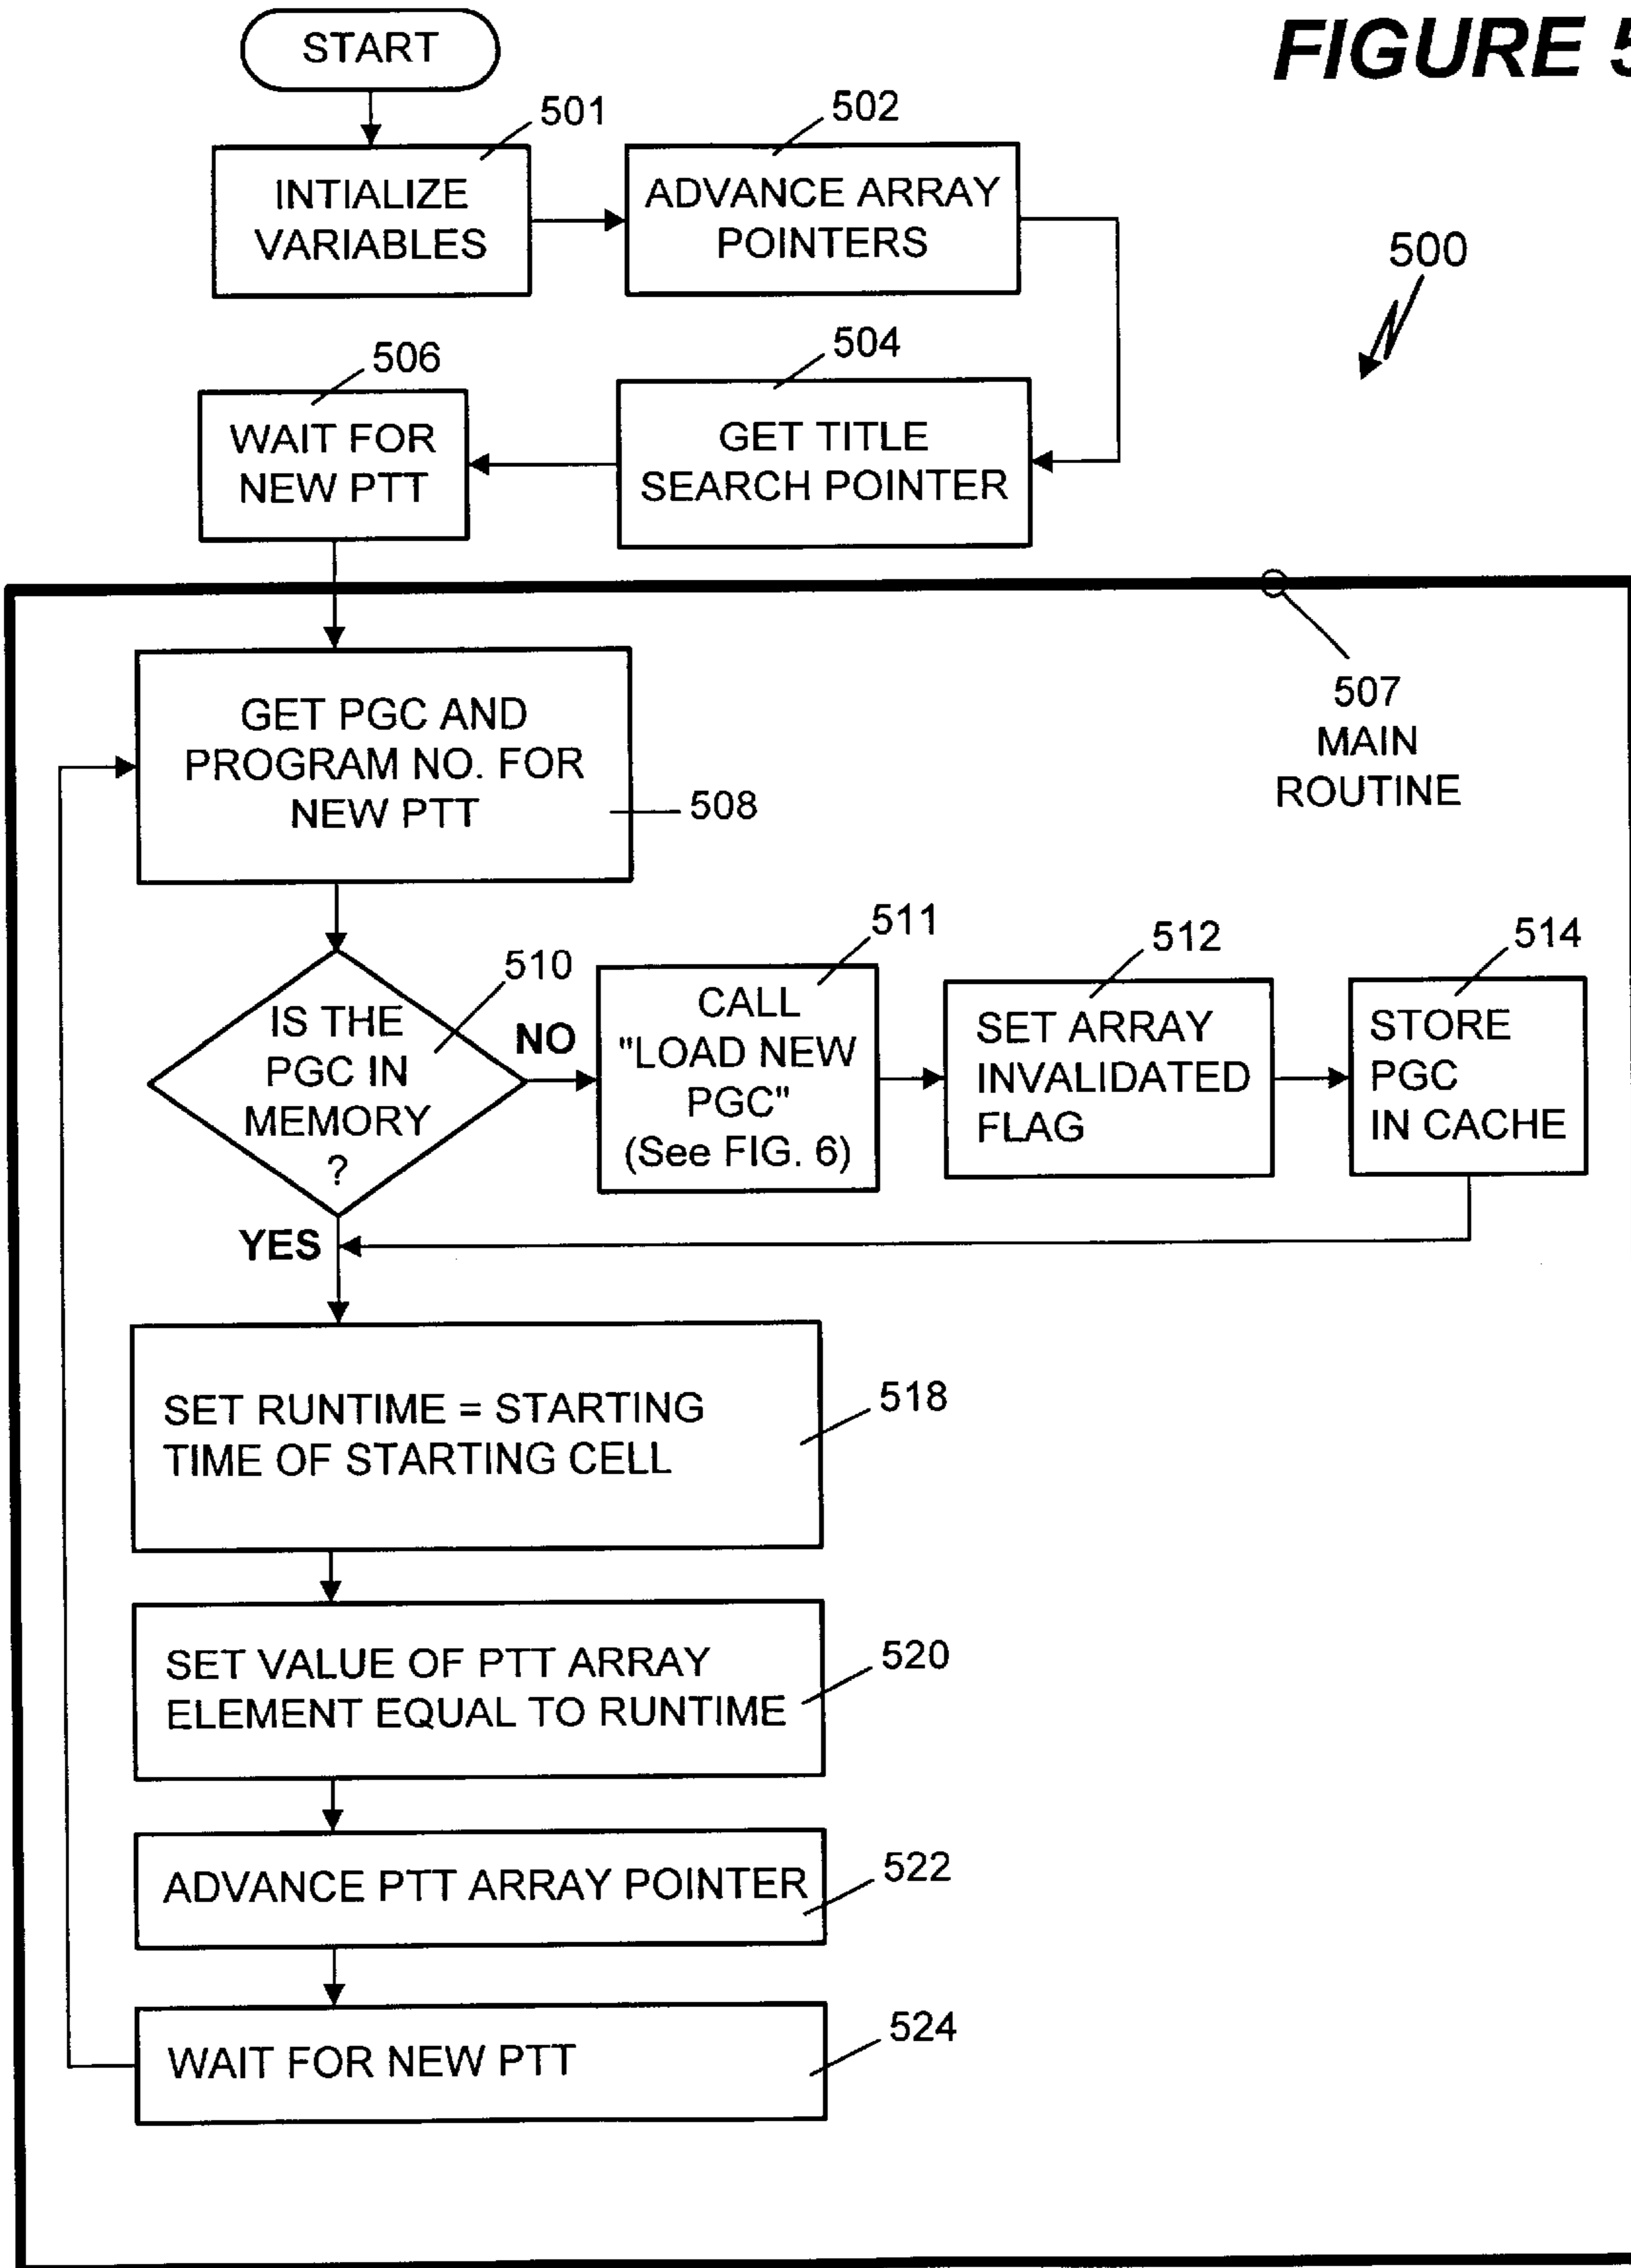 FIGURE 5
START
501
INTIALIZE
VARIABLES
502
ADVANCE ARRAY
POINTERS
500
504
GET TITLE
SEARCH POINTER
506
WAIT FOR
NEW PTT
507
MAIN
ROUTINE
GET PGC AND
PROGRAM NO. FOR
NEW PTT
508
510
IS THE
PGC IN
MEMORY
?
NO
511
CALL
"LOAD NEW
PGC"
(See FIG. 6)
512
SET ARRAY
INVALIDATED
FLAG
514
STORE
PGC
IN CACHE
YES
SET RUNTIME = STARTING
TIME OF STARTING CELL
518
SET VALUE OF PTT ARRAY
ELEMENT EQUAL TO RUNTIME
520
ADVANCE PTT ARRAY POINTER
522
WAIT FOR NEW PTT
524